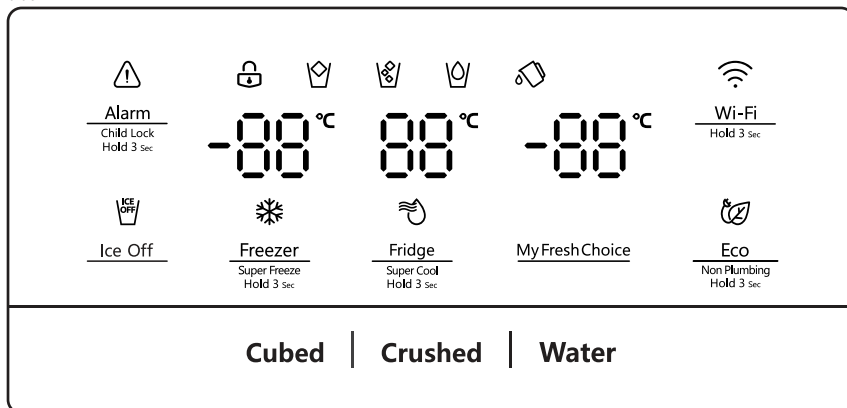 Alarm
Child Lock
Hold 3 Sec
-88 °C
88 °C
-88 °C
Wi-Fi
Hold 3 Sec
ICE OFF
Ice Off
Freezer
Super Freeze
Hold 3 Sec
Fridge
Super Cool
Hold 3 Sec
My Fresh Choice
Eco
Non Plumbing
Hold 3 Sec
Cubed | Crushed | Water